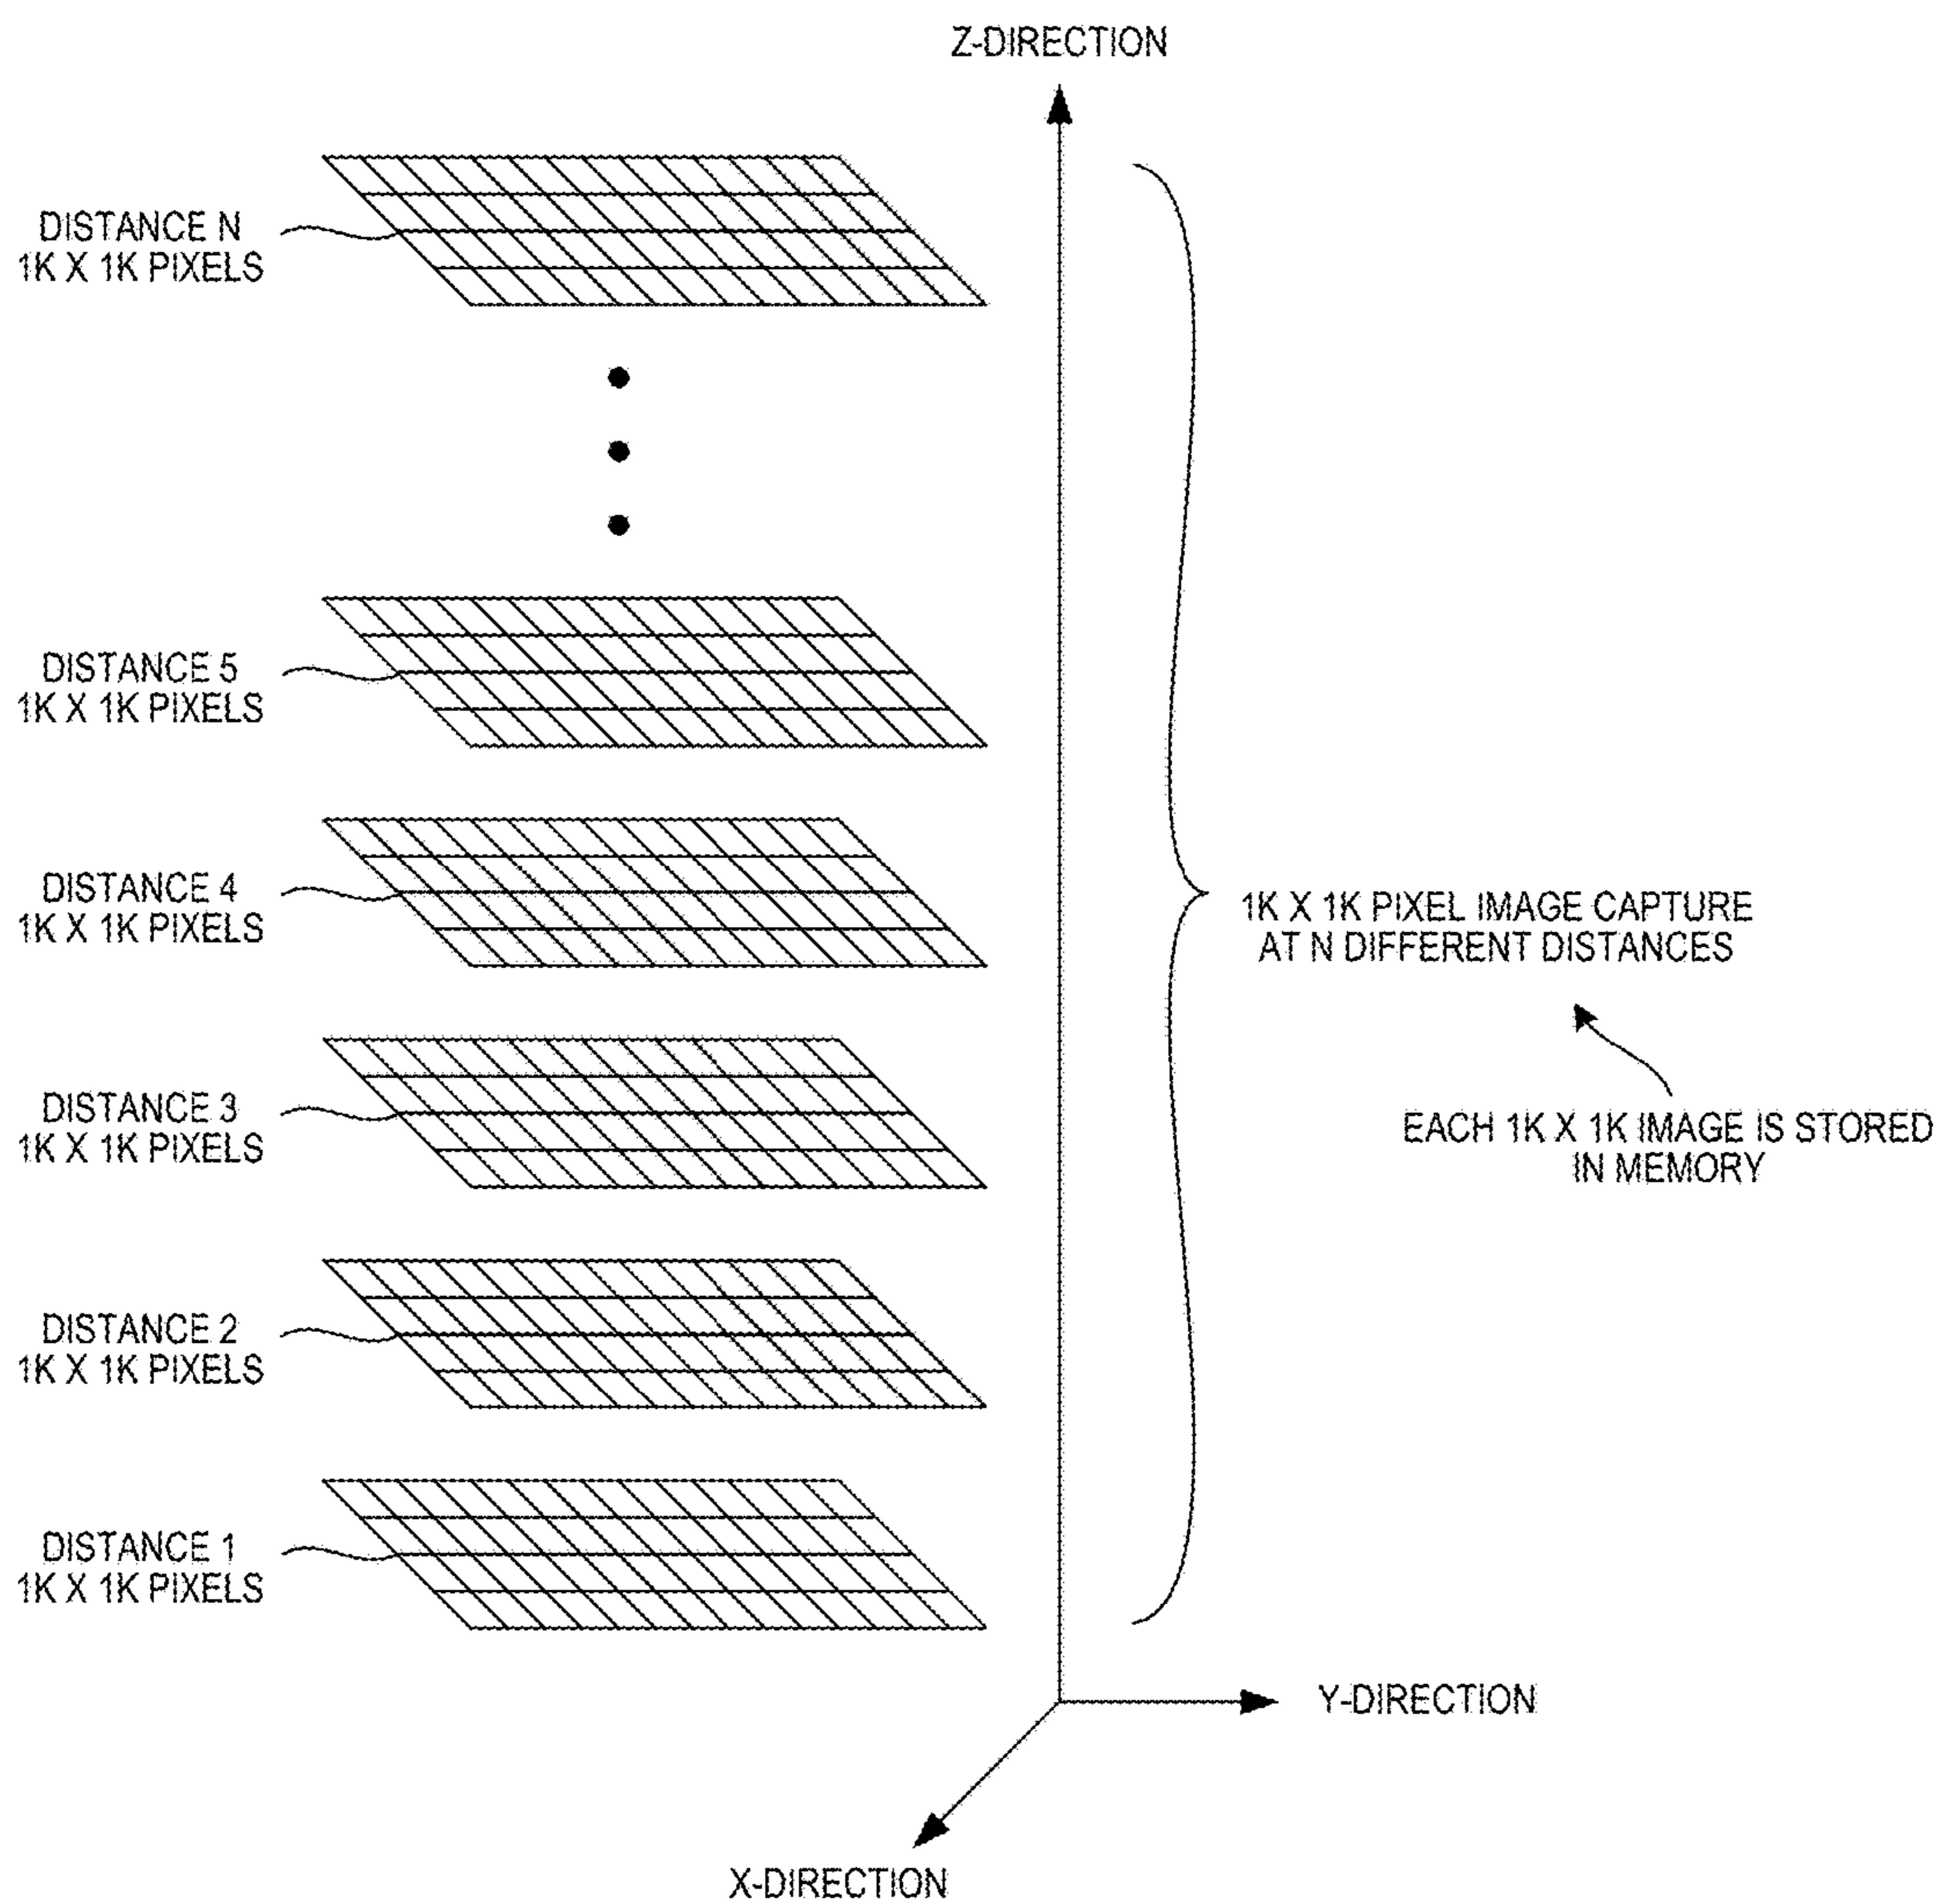 Z-DIRECTION
DISTANCE N
1K X 1K PIXELS
DISTANCE 5
1K X 1K PIXELS
DISTANCE 4
1K X 1K PIXELS
1K X 1K PIXEL IMAGE CAPTURE
AT N DIFFERENT DISTANCES
DISTANCE 3
1K X 1K PIXELS
EACH 1K X 1K IMAGE IS STORED
IN MEMORY
DISTANCE 2
1K X 1K PIXELS
DISTANCE 1
1K X 1K PIXELS
Y-DIRECTION
X-DIRECTION